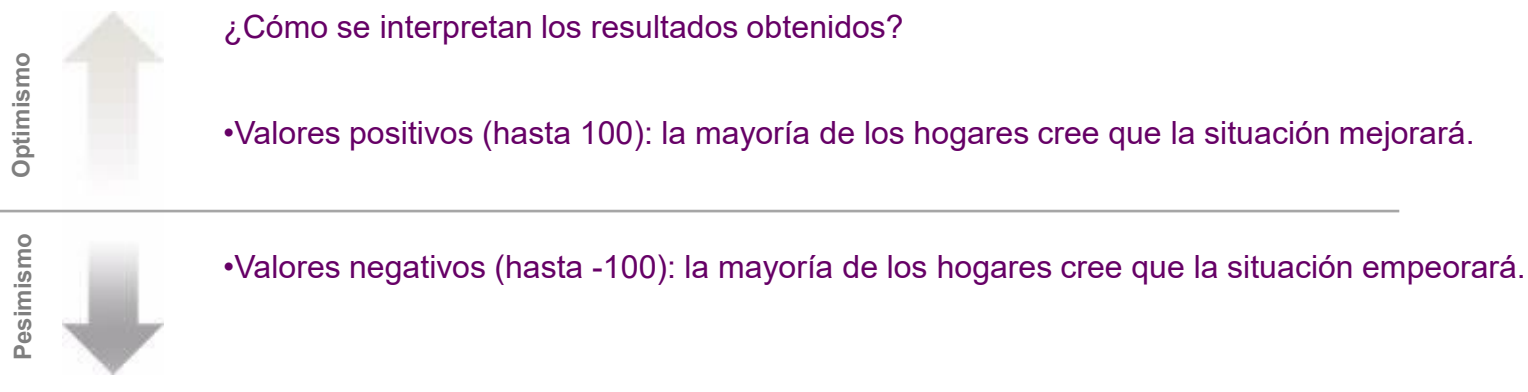 ¿Cómo se interpretan los resultados obtenidos?
Optimismo
•Valores positivos (hasta 100): la mayoría de los hogares cree que la situación mejorará.
Pesimismo
•Valores negativos (hasta -100): la mayoría de los hogares cree que la situación empeorará.